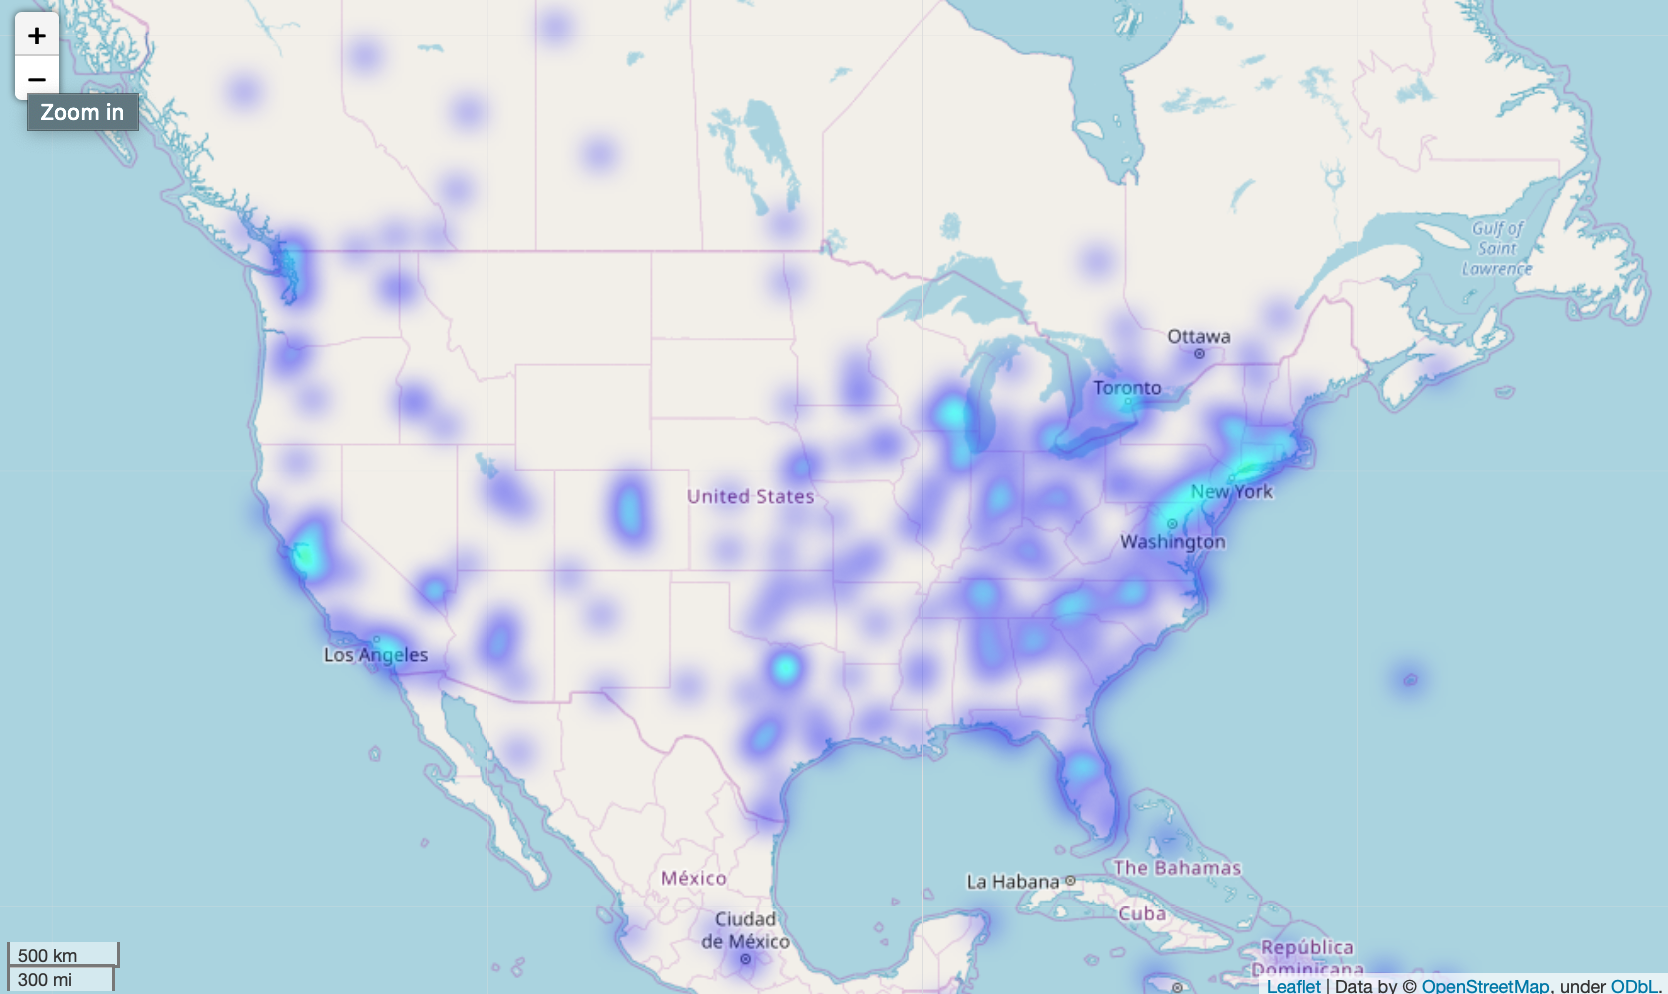 +
−
Zoom in
Gulf of
Saint
Lawrence
Ottawa
Toronto
United States
New York
Washington
Los Angeles
México
La Habana
The Bahamas
Cuba
Ciudad
de México
República
Dominicana
500 km
300 mi
Leaflet | Data by © OpenStreetMap, under ODbL.